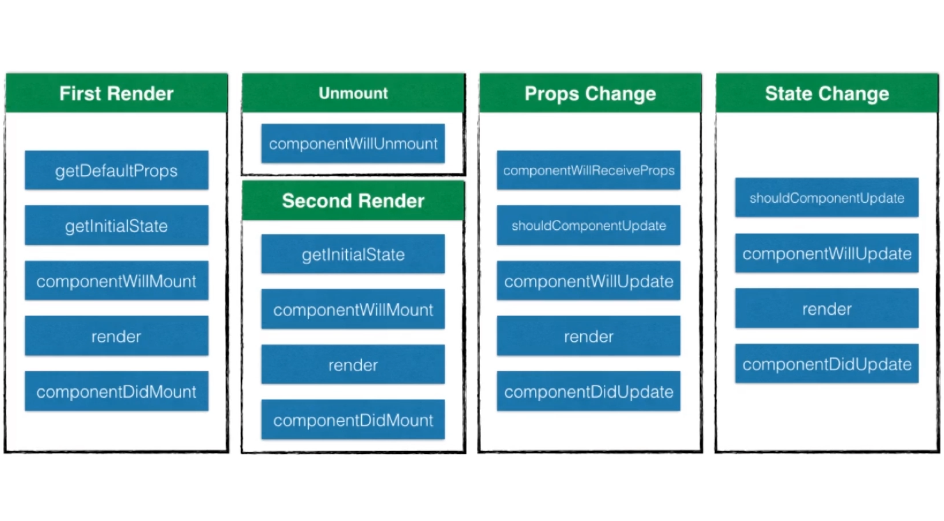 First Render
getDefaultProps
getInitialState
componentWillMount
render
componentDidMount
Unmount
componentWillUnmount
Second Render
getInitialState
componentWillMount
render
componentDidMount
Props Change
componentWillReceiveProps
shouldComponentUpdate
componentWillUpdate
render
componentDidUpdate
State Change
shouldComponentUpdate
componentWillUpdate
render
componentDidUpdate